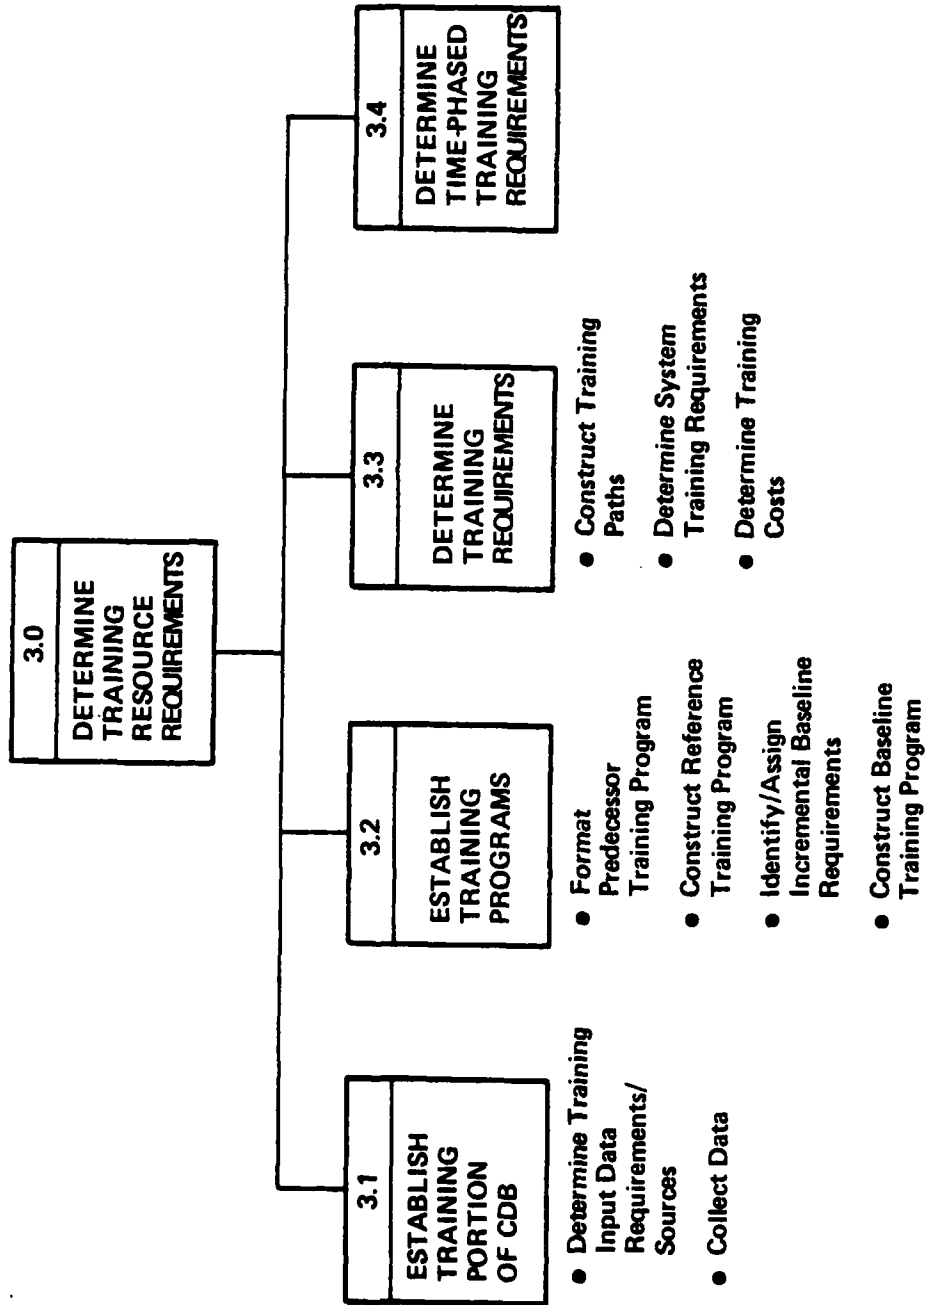 3.0
DETERMINE
TRAINING
RESOURCE
REQUIREMENTS
3.1
ESTABLISH
TRAINING
PORTION
OF CDB
● Determine Training
Input Data
Requirements/
Sources
● Collect Data
3.2
ESTABLISH
TRAINING
PROGRAMS
● Format
Predecessor
Training Program
● Construct Reference
Training Program
● Identify/Assign
Incremental Baseline
Requirements
● Construct Baseline
Training Program
3.3
DETERMINE
TRAINING
REQUIREMENTS
● Construct Training
Paths
● Determine System
Training Requirements
● Determine Training
Costs
3.4
DETERMINE
TIME-PHASED
TRAINING
REQUIREMENTS